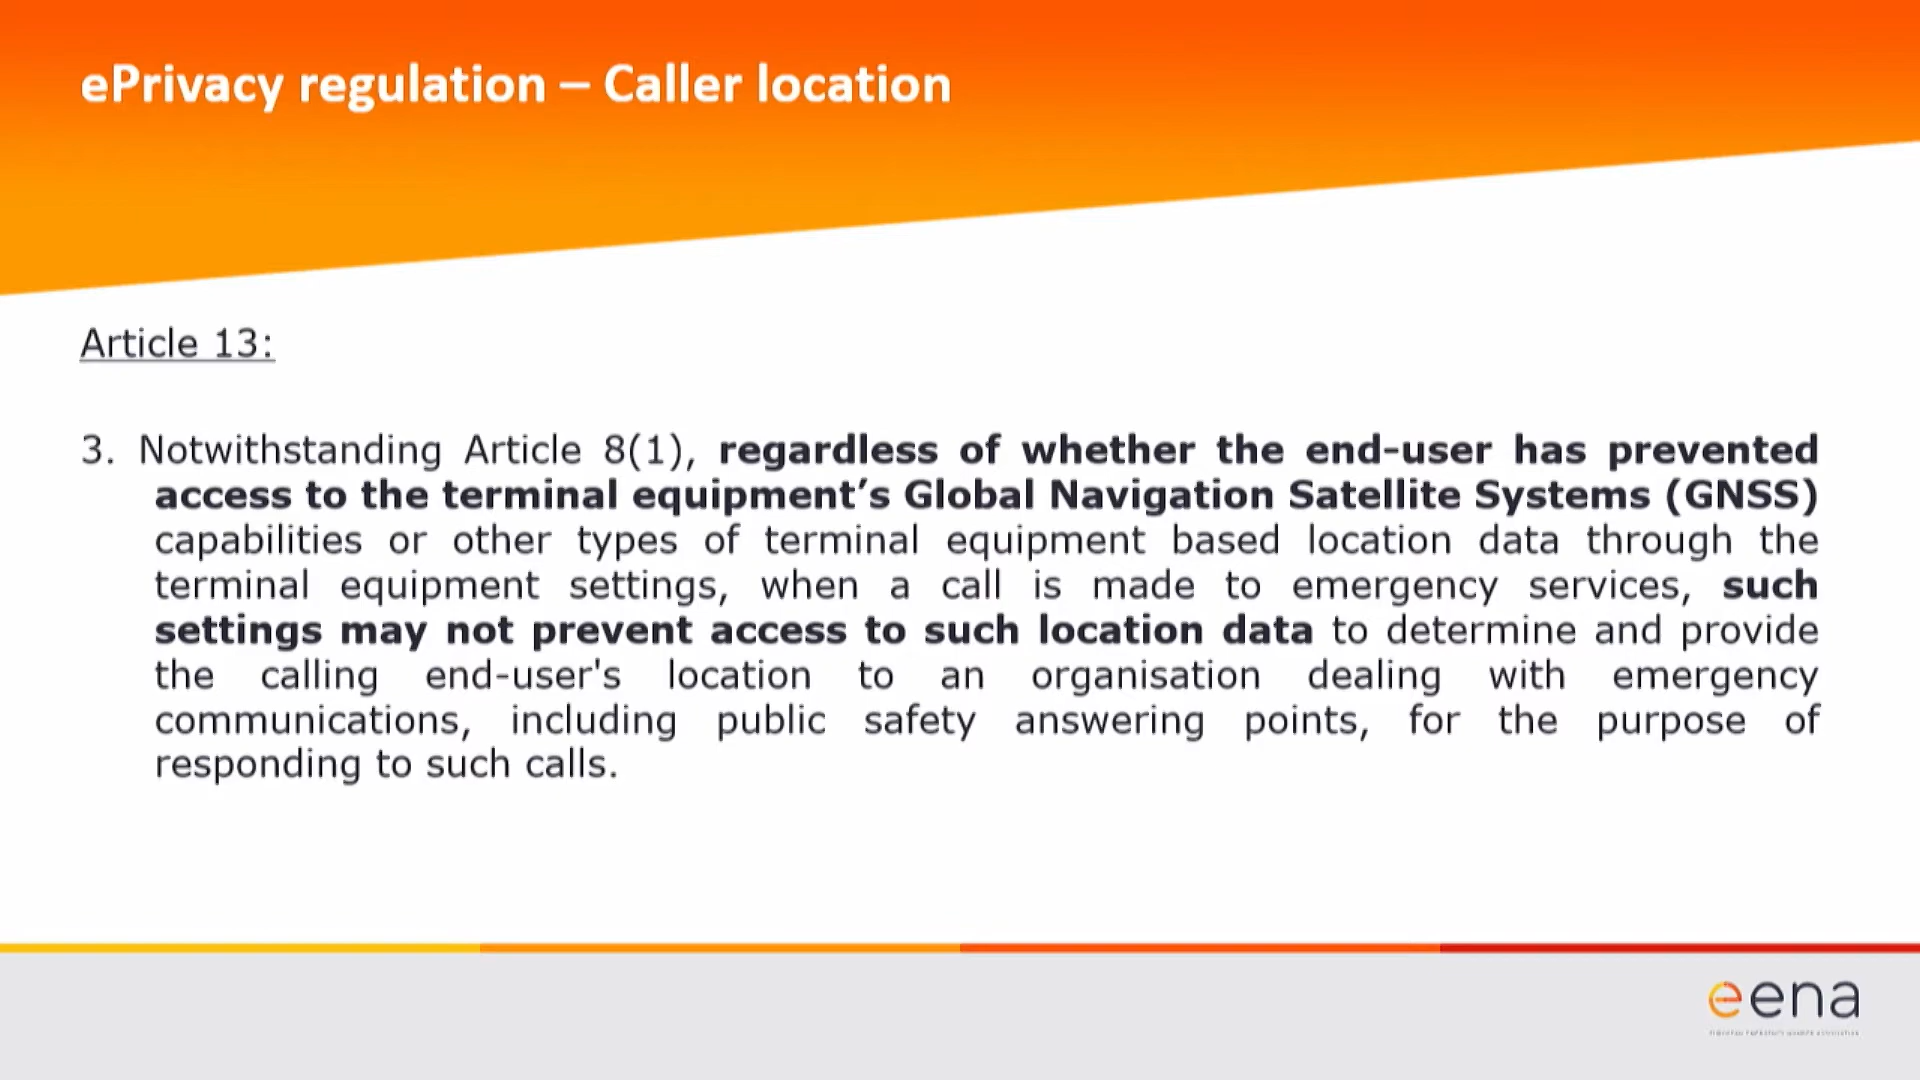 ePrivacy regulation – Caller location
Article 13:
3. Notwithstanding Article 8(1), regardless of whether the end-user has prevented
access to the terminal equipment’s Global Navigation Satellite Systems (GNSS)
capabilities or other types of terminal equipment based location data through the
terminal equipment settings, when a call is made to emergency services, such
settings may not prevent access to such location data to determine and provide
the calling end-user's location to an organisation dealing with emergency
communications, including public safety answering points, for the purpose of
responding to such calls.
eena